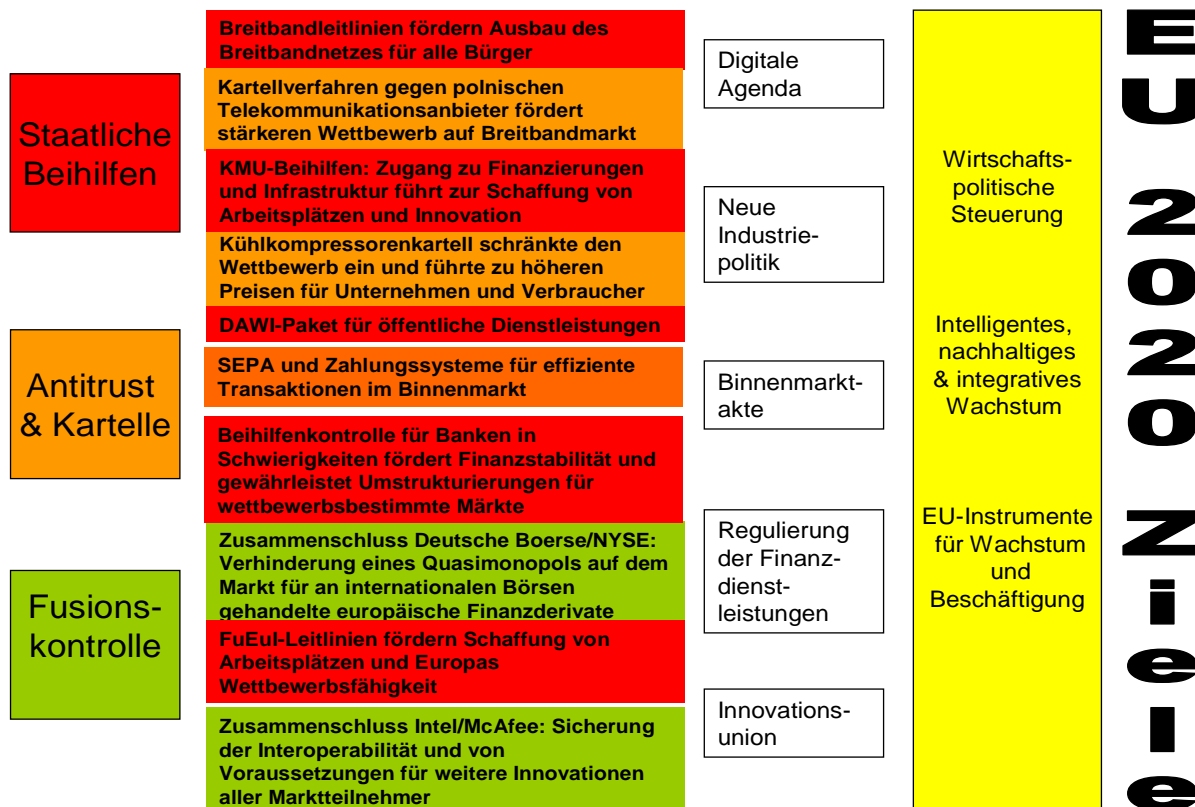 Staatliche
Beihilfen
Antitrust
& Kartelle
Fusions-
kontrolle
Breitbandleitlinien fördern Ausbau des
Breitbandnetzes für alle Bürger
Kartellverfahren gegen polnischen
Telekommunikationsanbieter fördert
stärkeren Wettbewerb auf Breitbandmarkt
KMU-Beihilfen: Zugang zu Finanzierungen
und Infrastruktur führt zur Schaffung von
Arbeitsplätzen und Innovation
Kühlkompressorenkartell schränkte den
Wettbewerb ein und führte zu höheren
Preisen für Unternehmen und Verbraucher
DAWI-Paket für öffentliche Dienstleistungen
SEPA und Zahlungssysteme für effiziente
Transaktionen im Binnenmarkt
Beihilfenkontrolle für Banken in
Schwierigkeiten fördert Finanzstabilität und
gewährleistet Umstrukturierungen für
wettbewerbsbestimmte Märkte
Zusammenschluss Deutsche Boerse/NYSE:
Verhinderung eines Quasimonopols auf dem
Markt für an internationalen Börsen
gehandelte europäische Finanzderivate
FuEuI-Leitlinien fördern Schaffung von
Arbeitsplätzen und Europas
Wettbewerbsfähigkeit
Zusammenschluss Intel/McAfee: Sicherung
der Interoperabilität und von
Voraussetzungen für weitere Innovationen
aller Marktteilnehmer
Digitale
Agenda
Neue
Industrie-
politik
Binnenmarkt-
akte
Regulierung
der Finanz-
dienst-
leistungen
Innovations-
union
Wirtschafts-
politische
Steuerung
Intelligentes,
nachhaltiges
& integratives
Wachstum
EU-Instrumente
für Wachstum
und
Beschäftigung
EU 2020 Ziele